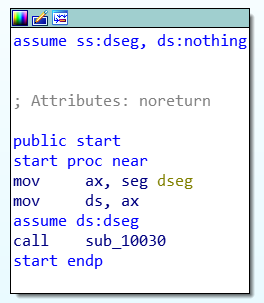 assume ss:dseg, ds:nothing
; Attributes: noreturn
public start
start proc near
mov     ax, seg dseg
mov     ds, ax
assume ds:dseg
call    sub_10030
start endp